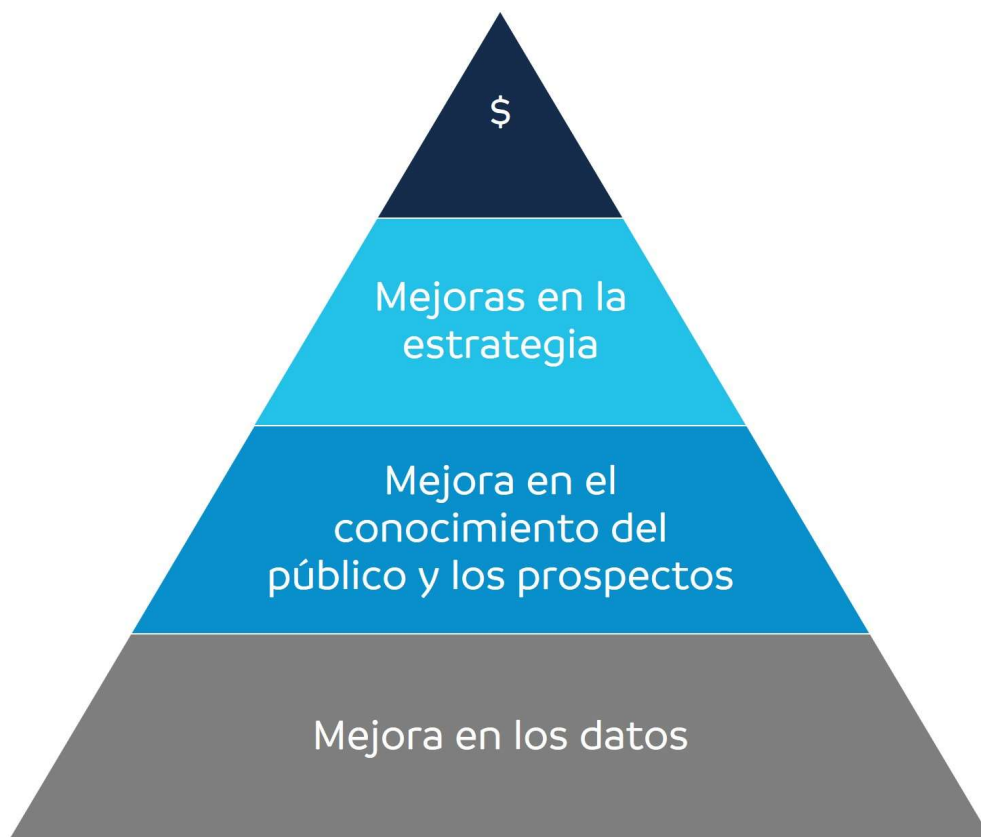 $
Mejoras en la
estrategia
Mejora en el
conocimiento del
público y los prospectos
Mejora en los datos